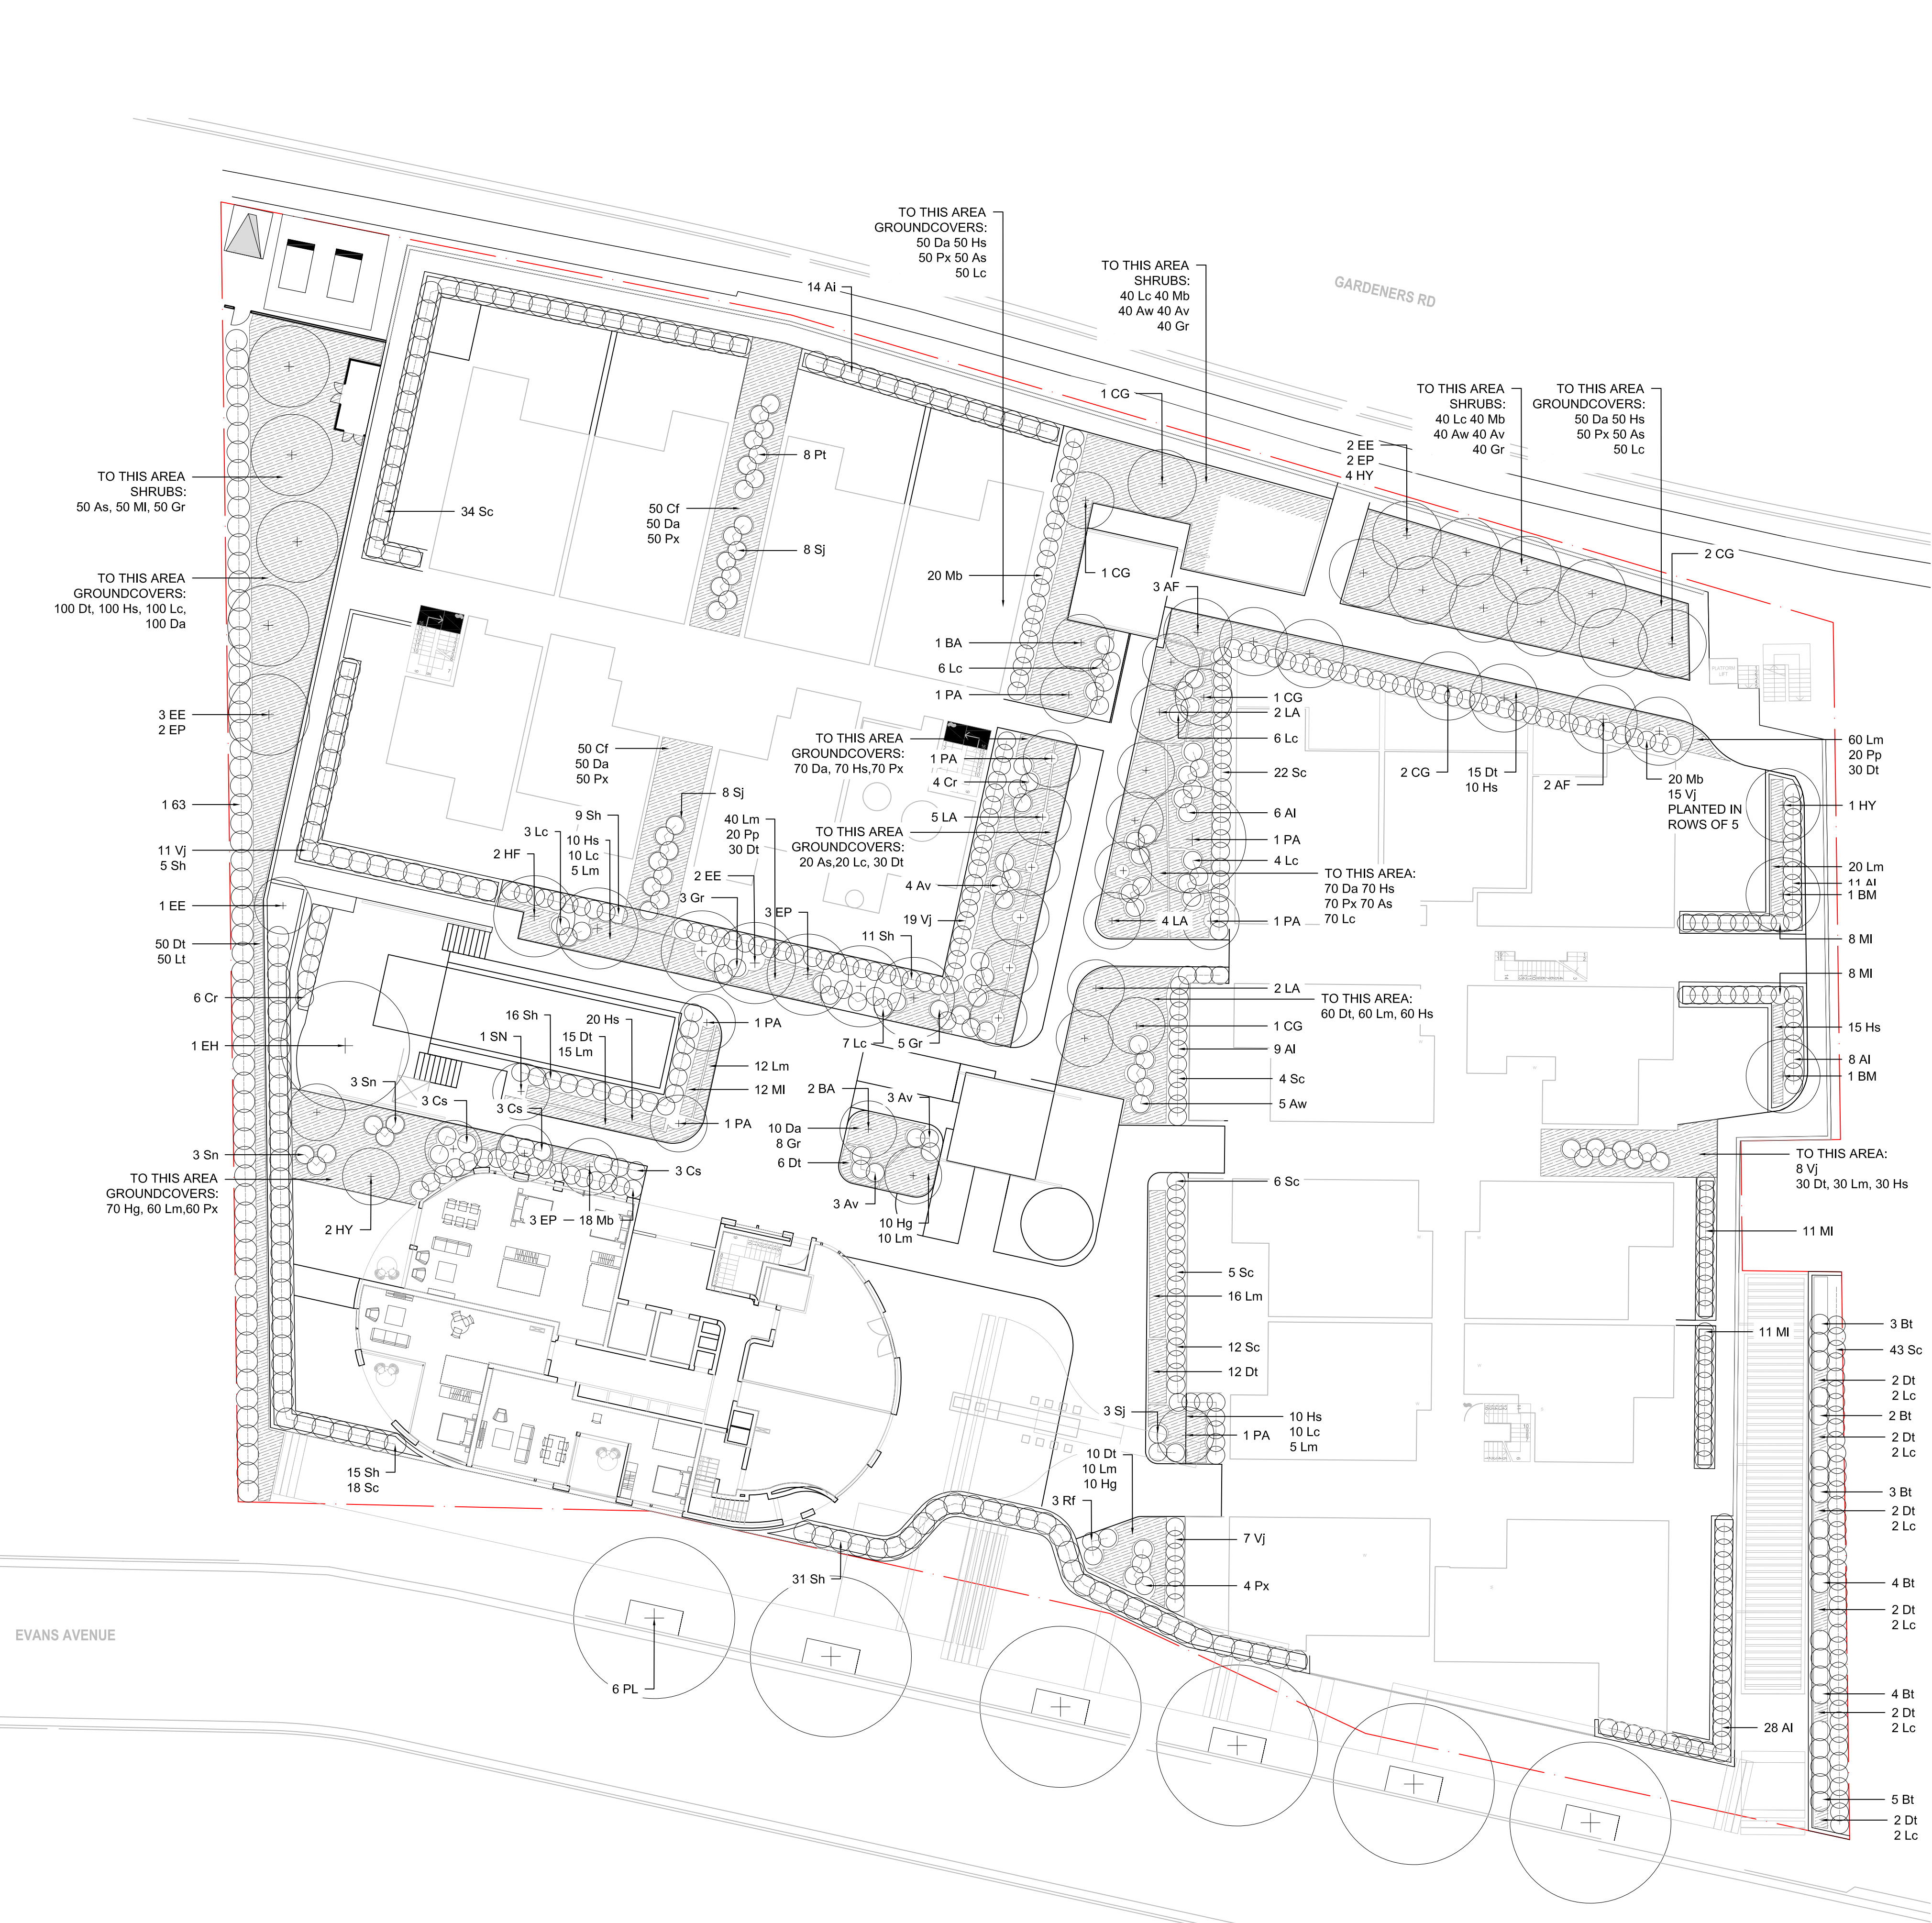 TO THIS AREA
GROUNDCOVERS:
50 Da 50 Hs
50 Px 50 As
50 Lc
TO THIS AREA
SHRUBS:
40 Lc 40 Mb
40 Aw 40 Av
40 Gr
GARDENERS RD
14 Ai
1 CG
TO THIS AREA
SHRUBS:
40 Lc 40 Mb
40 Aw 40 Av
40 Gr
TO THIS AREA
GROUNDCOVERS:
50 Da 50 Hs
50 Px 50 As
50 Lc
2 EE
2 EP
4 HY
8 Pt
TO THIS AREA
SHRUBS:
50 As, 50 MI, 50 Gr
34 Sc
50 Cf
50 Da
50 Px
8 Sj
2 CG
20 Mb
1 CG
3 AF
TO THIS AREA
GROUNDCOVERS:
100 Dt, 100 Hs, 100 Lc,
100 Da
1 BA
6 Lc
1 PA
PLATFORM
LIFT
1 CG
2 LA
6 Lc
3 EE
2 EP
50 Cf
50 Da
50 Px
TO THIS AREA
GROUNDCOVERS:
70 Da, 70 Hs,70 Px
1 PA
4 Cr
22 Sc
2 CG
15 Dt
10 Hs
2 AF
20 Mb
15 Vj
PLANTED IN
ROWS OF 5
60 Lm
20 Pp
30 Dt
1 63
8 Sj
9 Sh
3 Lc
10 Hs
10 Lc
5 Lm
2 HF
40 Lm
20 Pp
30 Dt
5 LA
TO THIS AREA
GROUNDCOVERS:
20 As,20 Lc, 30 Dt
6 AI
1 PA
4 Lc
1 HY
11 Vj
5 Sh
2 EE
3 Gr
3 EP
4 Av
19 Vj
11 Sh
TO THIS AREA:
70 Da 70 Hs
70 Px 70 As
70 Lc
4 LA
1 PA
20 Lm
11 AI
1 BM
8 MI
1 EE
50 Dt
50 Lt
8 MI
6 Cr
2 LA
TO THIS AREA:
60 Dt, 60 Lm, 60 Hs
1 CG
9 AI
4 Sc
5 Aw
15 Hs
8 AI
1 BM
1 EH
16 Sh
1 SN
20 Hs
15 Dt
15 Lm
1 PA
12 Lm
12 MI
1 PA
7 Lc
5 Gr
3 Sn
3 Cs
3 Cs
2 BA
3 Av
10 Da
8 Gr
6 Dt
3 Sn
3 Cs
TO THIS AREA
GROUNDCOVERS:
70 Hg, 60 Lm,60 Px
2 HY
3 EP
18 Mb
3 Av
10 Hg
10 Lm
TO THIS AREA:
8 Vj
30 Dt, 30 Lm, 30 Hs
6 Sc
11 MI
5 Sc
16 Lm
12 Sc
12 Dt
11 MI
3 Bt
43 Sc
2 Dt
2 Lc
2 Bt
2 Dt
2 Lc
3 Bt
2 Dt
2 Lc
4 Bt
2 Dt
2 Lc
4 Bt
2 Dt
2 Lc
5 Bt
2 Dt
2 Lc
3 Sj
1 PA
10 Hs
10 Lc
5 Lm
10 Dt
10 Lm
10 Hg
3 Rf
15 Sh
18 Sc
7 Vj
4 Px
31 Sh
EVANS AVENUE
6 PL
28 AI